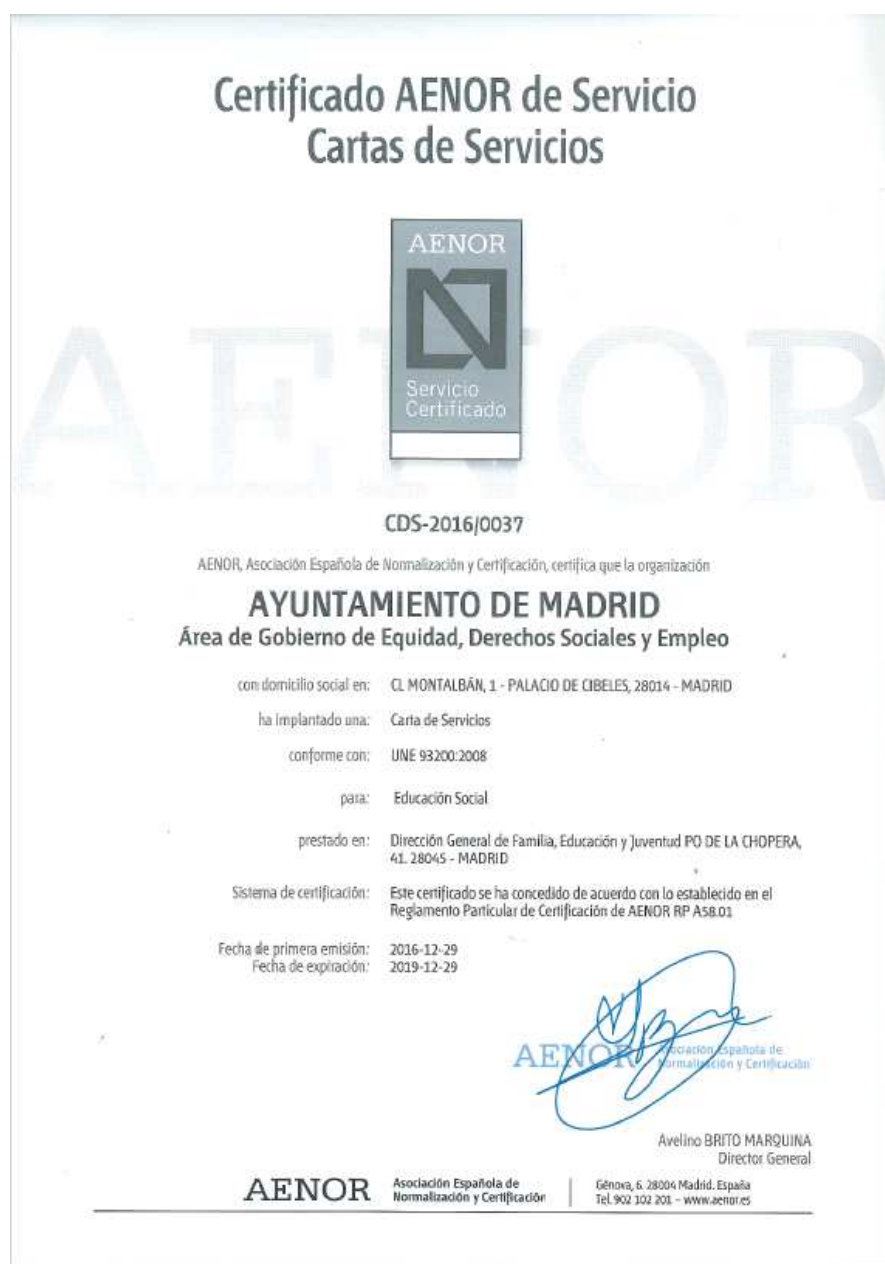 Certificado AENOR de Servicio
Cartas de Servicios
AENOR
Servicio
Certificado
AENOR
CDS-2016/0037
AENOR, Asociación Española de Normalización y Certificación, certifica que la organización
AYUNTAMIENTO DE MADRID
Área de Gobierno de Equidad, Derechos Sociales y Empleo
con domicilio social en: CL MONTALBÁN, 1 - PALACIO DE CIBELES, 28014 - MADRID
ha implantado una: Carta de Servicios
conforme con: UNE 93200:2008
para: Educación Social
prestado en: Dirección General de Familia, Educación y Juventud PO DE LA CHOPERA,
41. 28045 - MADRID
Sistema de certificación: Este certificado se ha concedido de acuerdo con lo establecido en el
Reglamento Particular de Certificación de AENOR RP A58.01
Fecha de primera emisión: 2016-12-29
Fecha de expiración: 2019-12-29
AENOR Asociación Española de
Normalización y Certificación
Avelino BRITO MARQUINA
Director General
AENOR Asociación Española de
Normalización y Certificación
Génova, 6. 28004 Madrid. España
Tel. 902 102 201 – www.aenor.es